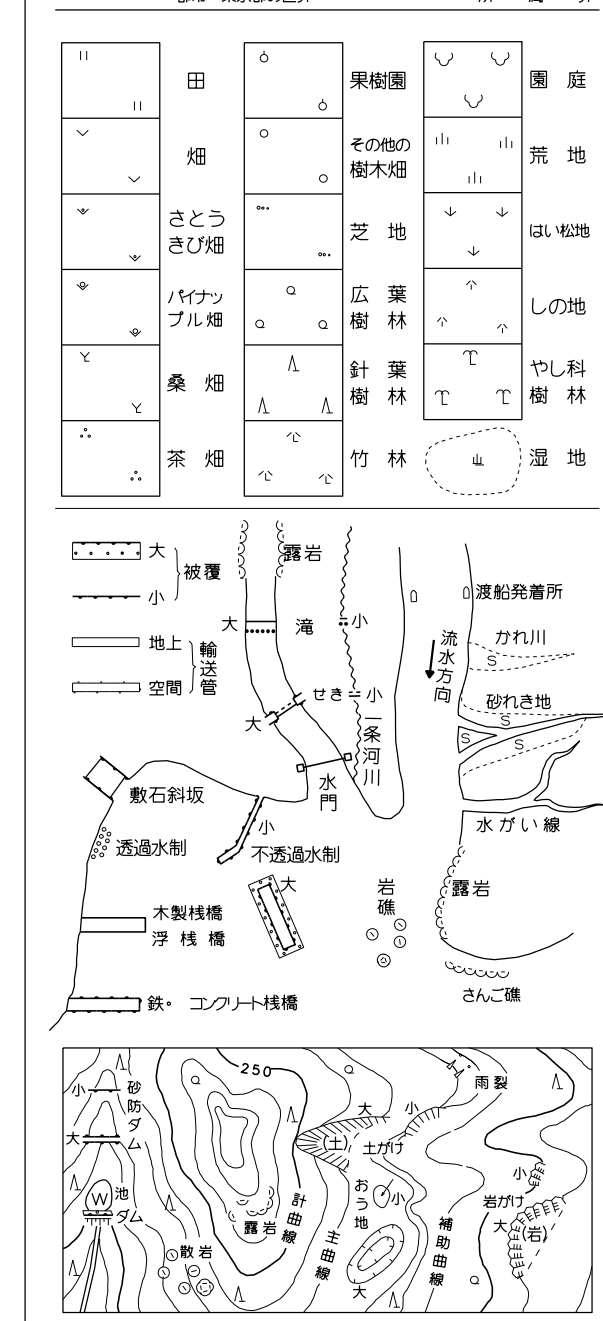 田
畑
さとう
きび畑
パイナッ
プル畑
桑 畑
茶 畑
果樹園
その他の
樹木畑
芝 地
広 葉
樹 林
針 葉
樹 林
竹 林
園 庭
荒 地
はい松地
しの地
やし科
樹 林
湿 地
大
小
被覆
地上
空間
輸送管
露岩
大 滝 小
せき 小
大
一条河川
水門
渡船発着所
流水方向
かれ川
S
砂れき地
S
S
S
水がい線
敷石斜坂
透過水制
小
不透過水制
大
木製桟橋
浮桟橋
鉄。コンクリート桟橋
岩礁
露岩
さんご礁
小
砂防ダム
大
W
池
ダム
250
露岩
散岩
計曲線
主曲線
大 小
(土)
土がけ
おう地
小
大
補助曲線
雨裂
小
岩がけ
大
(岩)